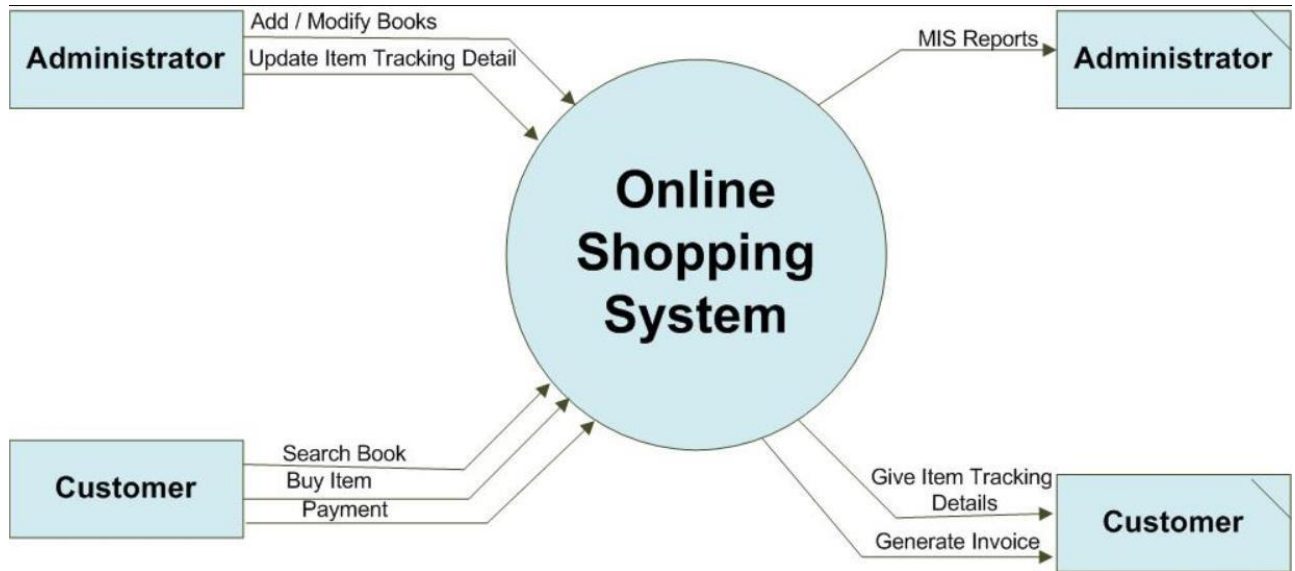 Administrator
Add / Modify Books
Update Item Tracking Detail
MIS Reports
Administrator
Online
Shopping
System
Customer
Search Book
Buy Item
Payment
Give Item Tracking
Details
Generate Invoice
Customer